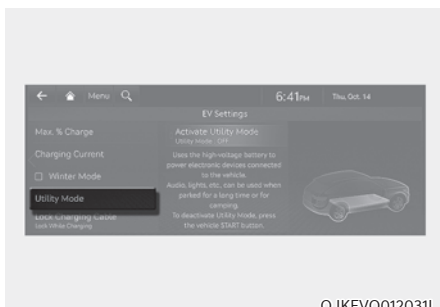 Menu
6:41PM
Thu, Oct. 14
EV Settings
Max. % Charge
Charging Current
Winter Mode
Utility Mode
Lock Charging Cable
Lock While Charging
Activate Utility Mode
Utility Mode : OFF
Uses the high-voltage battery to
power electronic devices connected
to the vehicle.
Audio, lights, etc, can be used when
parked for a long time or for
camping.
To deactivate Utility Mode, press
the vehicle START button.
OJKEVQ012031L